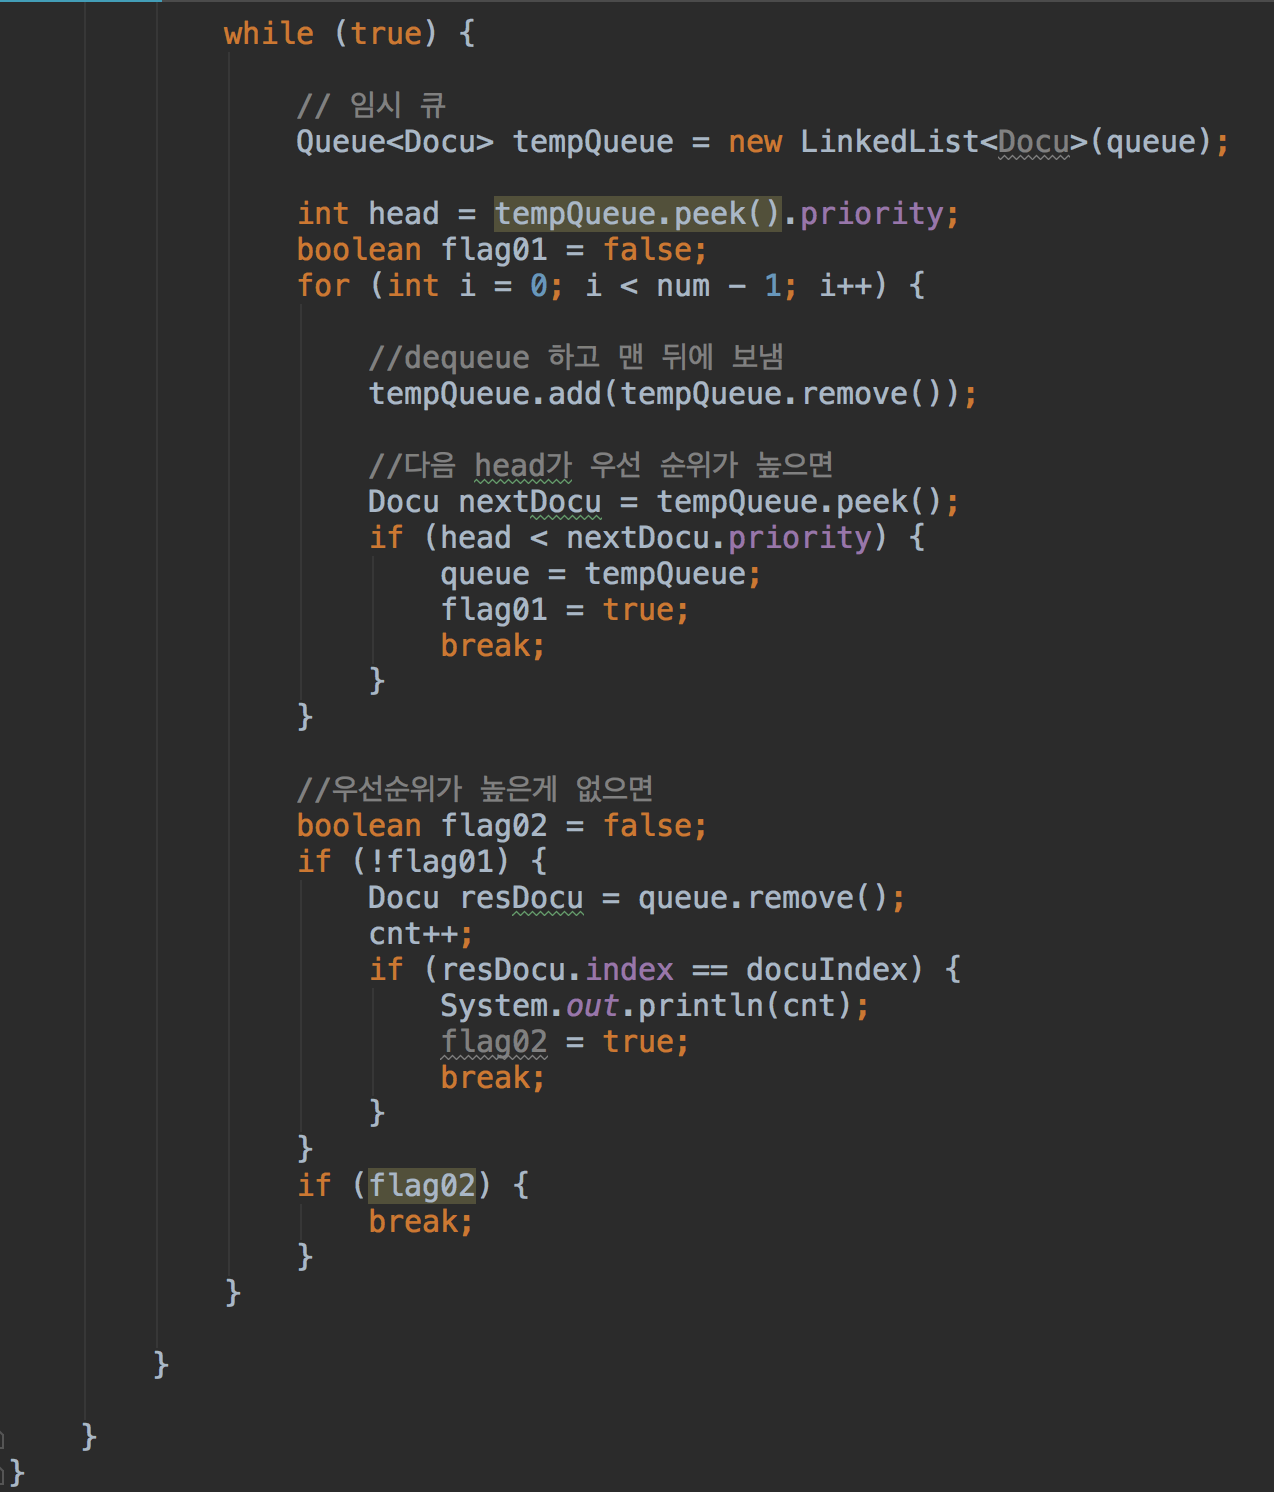 while (true) {
// 임시 큐
Queue<Docu> tempQueue = new LinkedList<Docu>(queue);
int head = tempQueue.peek().priority;
boolean flag01 = false;
for (int i = 0; i < num - 1; i++) {
//dequeue 하고 맨 뒤에 보냄
tempQueue.add(tempQueue.remove());
//다음 head가 우선 순위가 높으면
Docu nextDocu = tempQueue.peek();
if (head < nextDocu.priority) {
queue = tempQueue;
flag01 = true;
break;
}
}
//우선순위가 높은게 없으면
boolean flag02 = false;
if (!flag01) {
Docu resDocu = queue.remove();
cnt++;
if (resDocu.index == docuIndex) {
System.out.println(cnt);
flag02 = true;
break;
}
}
if (flag02) {
break;
}
}
}
}
}